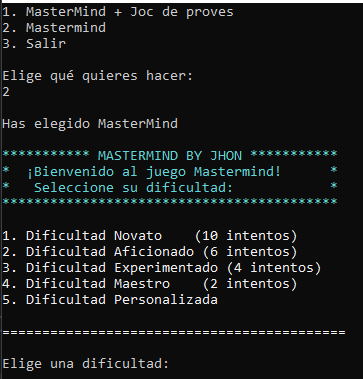 1. MasterMind + Joc de proves
2. Mastermind
3. Salir
Elige qué quieres hacer:
2
Has elegido MasterMind
*********** MASTERMIND BY JHON ***********
* ¡Bienvenido al juego Mastermind! *
* Seleccione su dificultad: *
******************************************
1. Dificultad Novato (10 intentos)
2. Dificultad Aficionado (6 intentos)
3. Dificultad Experimentado (4 intentos)
4. Dificultad Maestro (2 intentos)
5. Dificultad Personalizada
===========================================
Elige una dificultad: